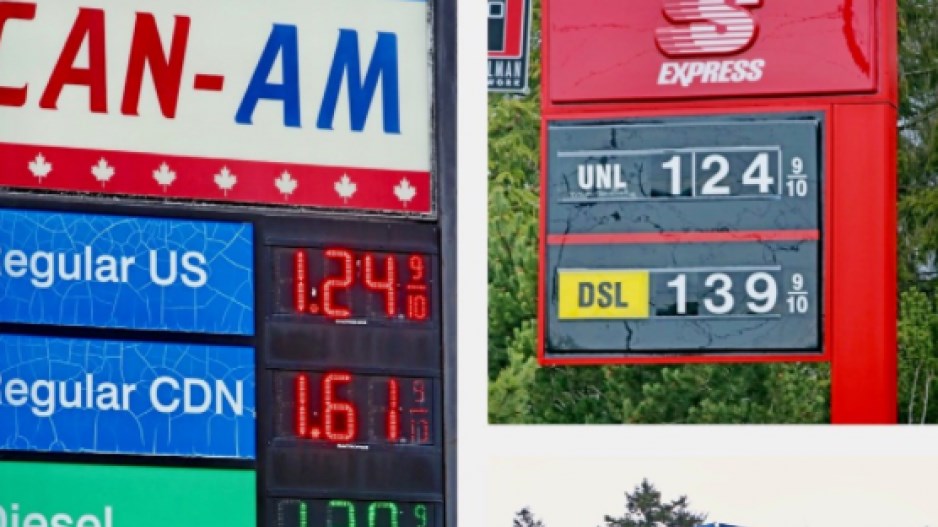 CAN-AM
egular US
1.24 9/10
egular CDN
1.61 9/10
Diesel
S
EXPRESS
UNL 124 9/10
DSL 139 9/10